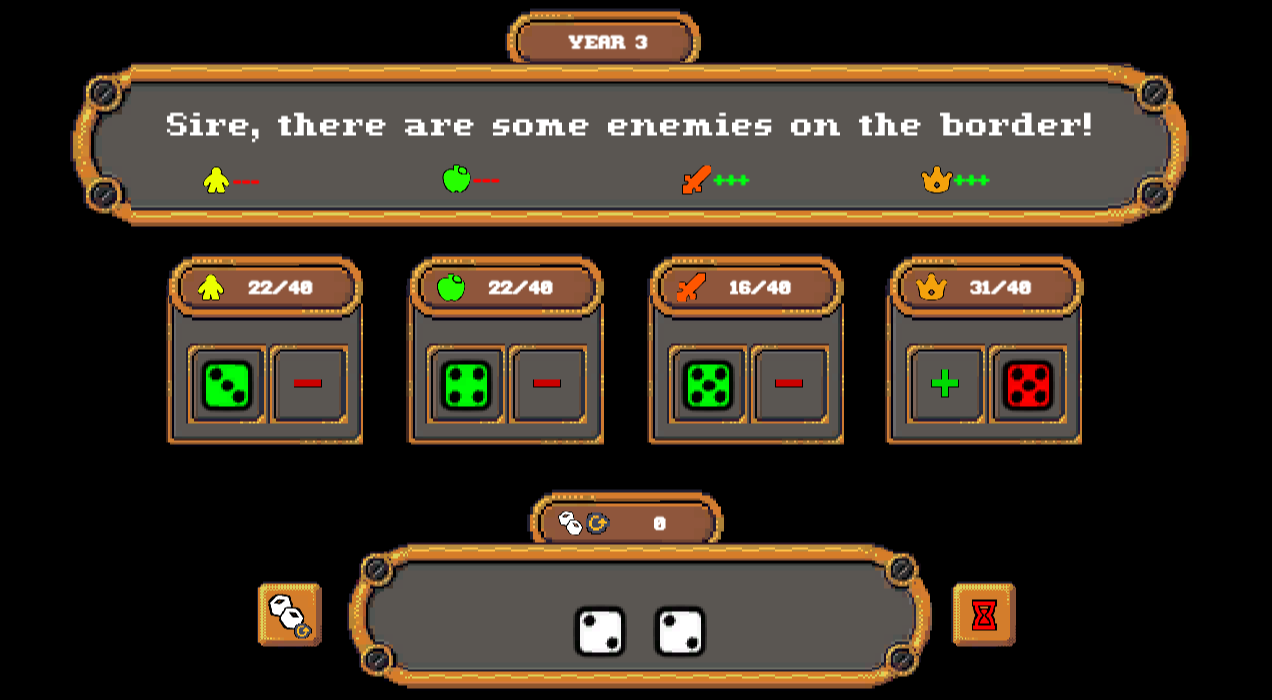 YEAR 3
Sire, there are some enemies on the border!
--- --- +++ +++
22/40 22/40 16/40 31/40
- - - +
0